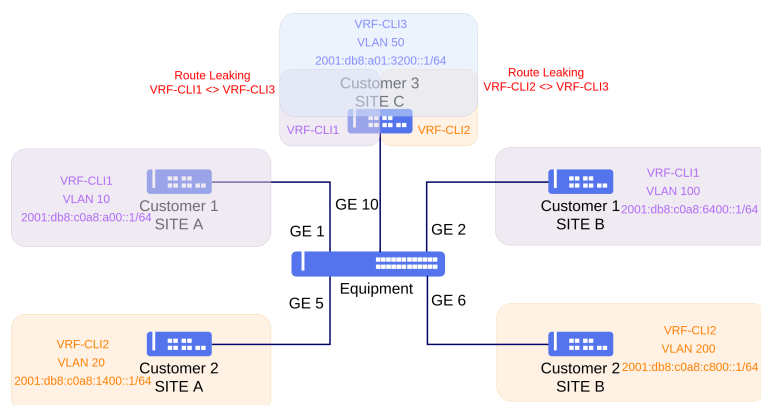 VRF-CLI3
VLAN 50
2001:db8:a01:3200::1/64
Route Leaking
VRF-CLI1 <> VRF-CLI3
Route Leaking
VRF-CLI2 <> VRF-CLI3
Customer 3
SITE C
VRF-CLI1
VRF-CLI2
VRF-CLI1
VLAN 10
2001:db8:c0a8:a00::1/64
Customer 1
SITE A
VRF-CLI1
VLAN 100
2001:db8:c0a8:6400::1/64
Customer 1
SITE B
GE 10
GE 1
GE 2
Equipment
GE 5
GE 6
VRF-CLI2
VLAN 20
2001:db8:c0a8:1400::1/64
Customer 2
SITE A
VRF-CLI2
VLAN 200
2001:db8:c0a8:c800::1/64
Customer 2
SITE B